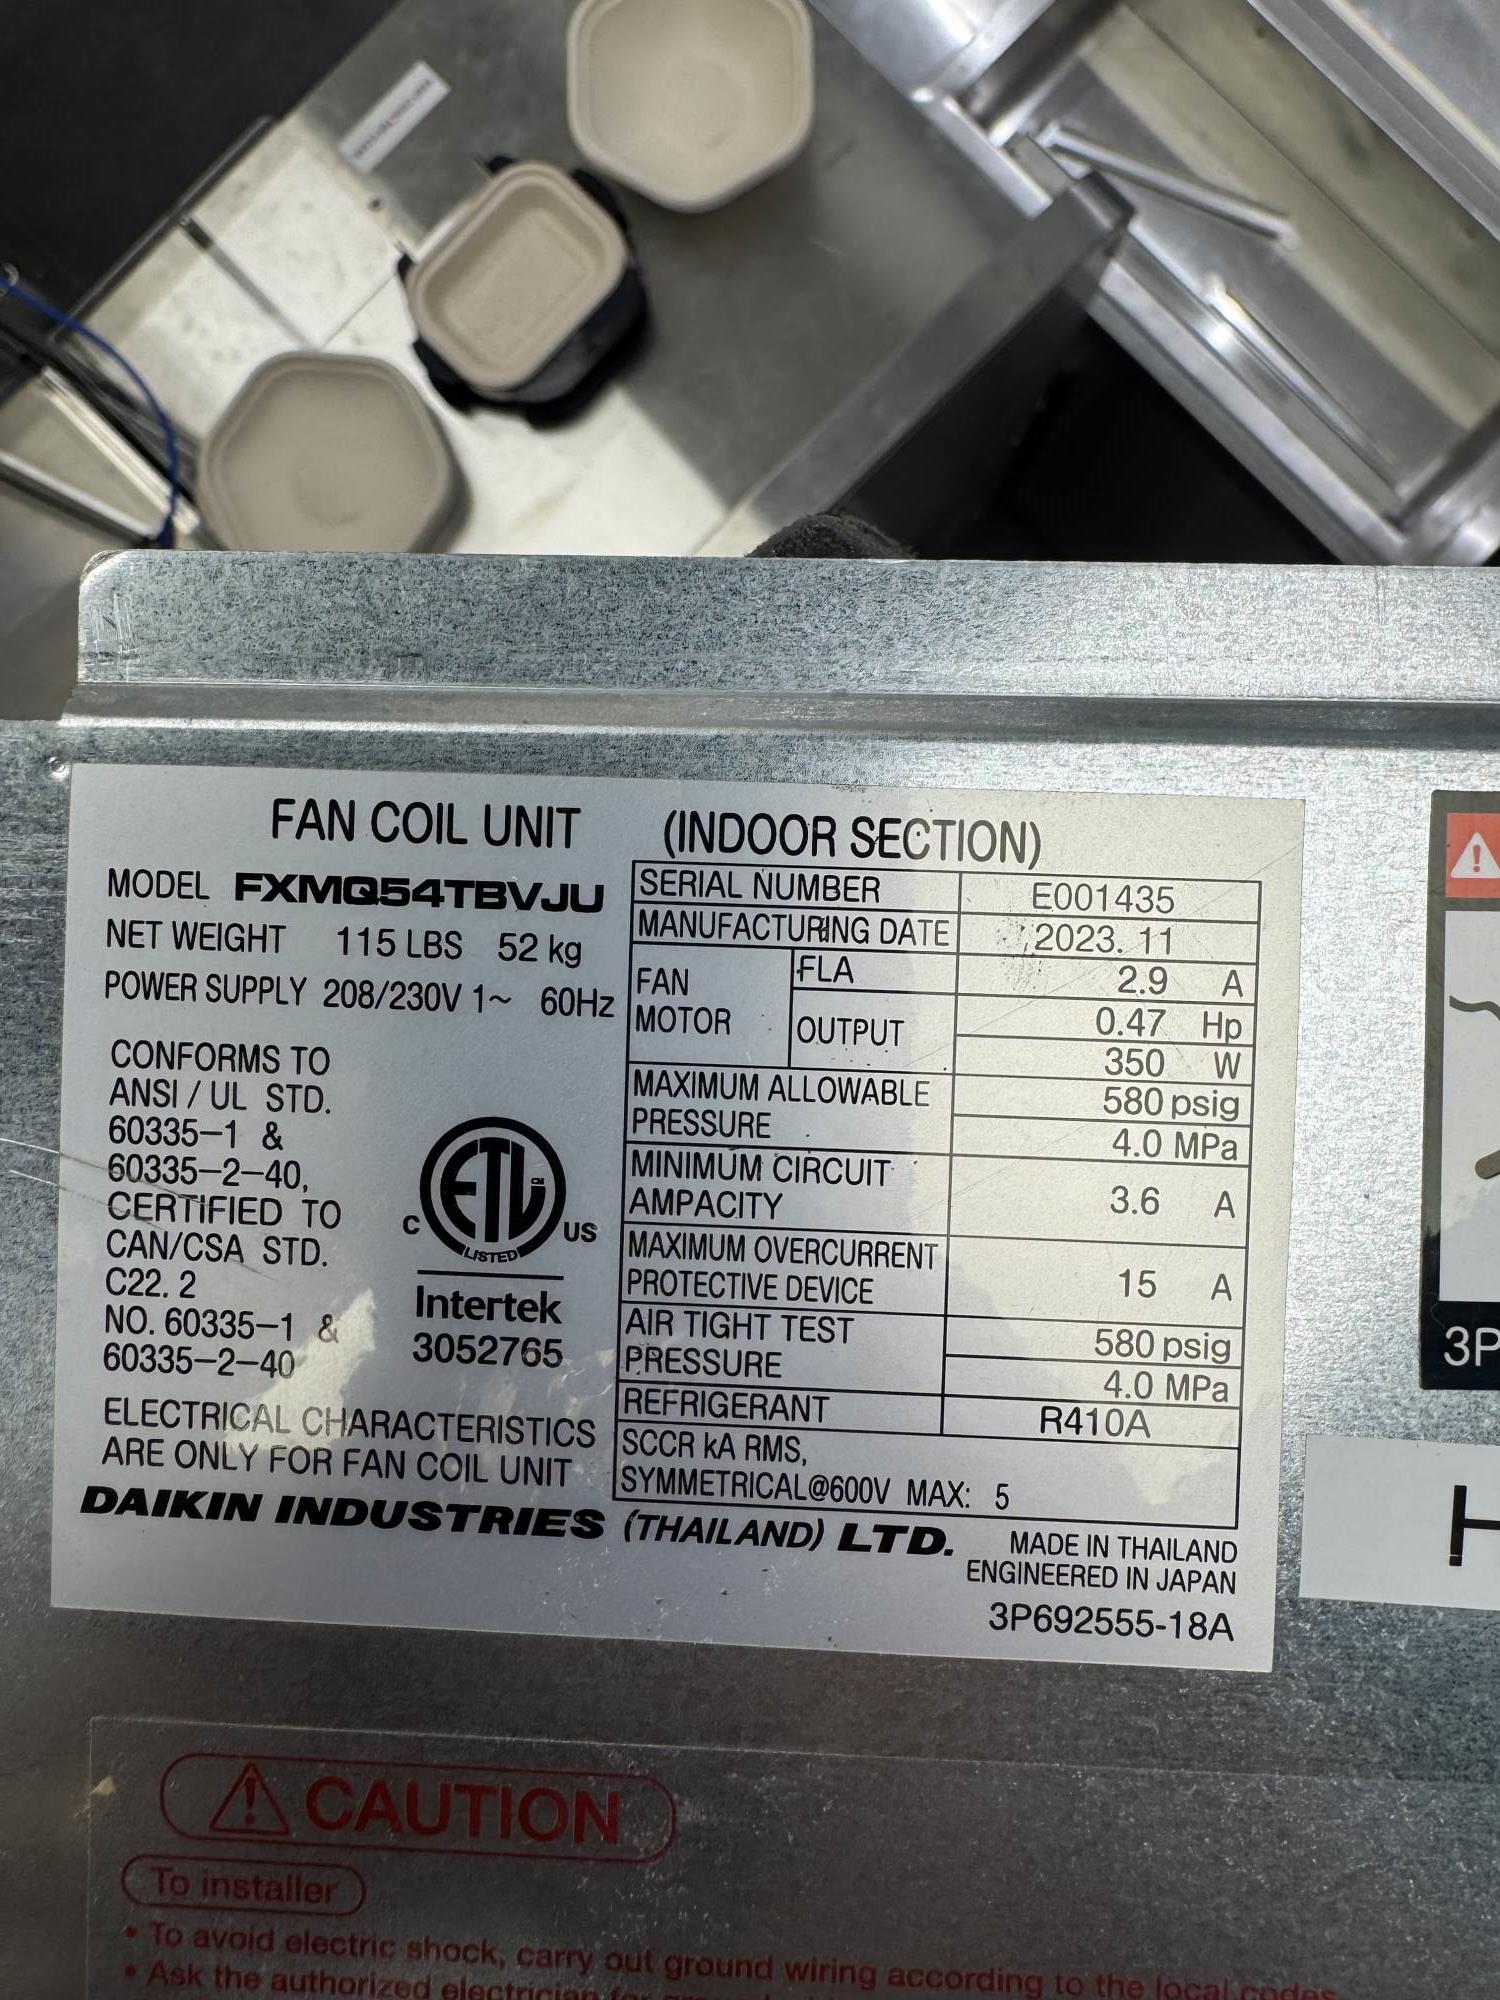 FAN COIL UNIT (INDOOR SECTION)
MODEL FXMQ54TBVJU
NET WEIGHT 115 LBS 52 kg
POWER SUPPLY 208/230V 1~ 60Hz
CONFORMS TO
ANSI / UL STD.
60335-1 &
60335-2-40,
CERTIFIED TO
CAN/CSA STD.
C22. 2
NO. 60335-1 &
60335-2-40
C ETL CM US
LISTED
Intertek
3052765
ELECTRICAL CHARACTERISTICS
ARE ONLY FOR FAN COIL UNIT
SERIAL NUMBER E001435
MANUFACTURING DATE 2023. 11
FAN MOTOR FLA 2.9 A
OUTPUT 0.47 Hp
350 W
MAXIMUM ALLOWABLE PRESSURE 580 psig
4.0 MPa
MINIMUM CIRCUIT AMPACITY 3.6 A
MAXIMUM OVERCURRENT PROTECTIVE DEVICE 15 A
AIR TIGHT TEST PRESSURE 580 psig
4.0 MPa
REFRIGERANT R410A
SCCR kA RMS,
SYMMETRICAL@600V MAX: 5
DAIKIN INDUSTRIES (THAILAND) LTD.
MADE IN THAILAND
ENGINEERED IN JAPAN
3P692555-18A
3P
H
CAUTION
To installer
• To avoid electric shock, carry out ground wiring according to the local codes
• Ask the authorized electrician for